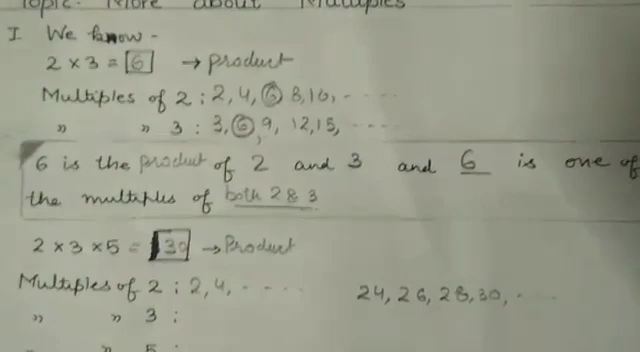 Topic: More about Multiples
I. We know -
2 × 3 = 6 → product
Multiples of 2 : 2, 4, 6, 8, 10, ....
" " 3 : 3, 6, 9, 12, 15, ....
6 is the product of 2 and 3 and 6 is one of
the multiples of both 2 & 3
2 × 3 × 5 = 30 → Product
Multiples of 2 : 2, 4, ..... 24, 26, 28, 30, ....
" " 3 :
" 5 :